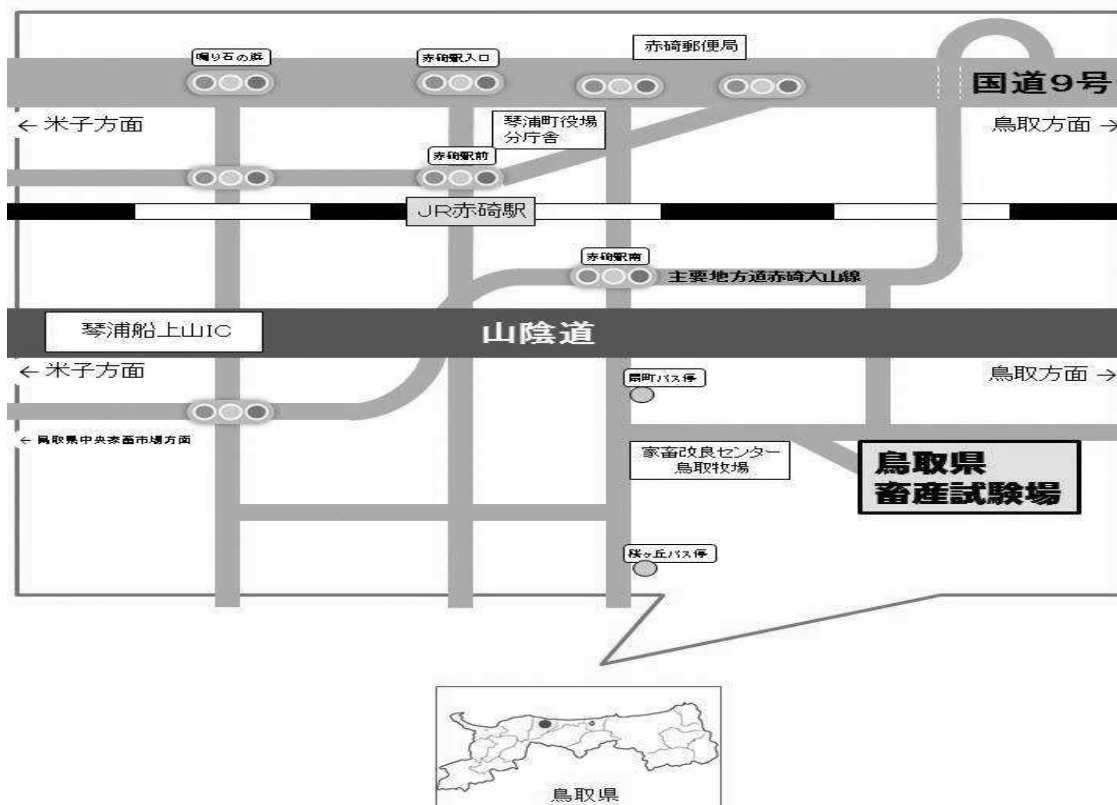 鳴り石の浜
赤碕駅入口
赤碕郵便局
国道9号
← 米子方面
琴浦町役場
分庁舎
鳥取方面 →
赤碕駅前
JR赤碕駅
赤碕駅南
主要地方道赤碕大山線
琴浦船上山IC
山陰道
← 米子方面
鳥取方面 →
← 鳥取県中央家畜市場方面
家畜改良センター
鳥取牧場
鳥取県
畜産試験場
桜ヶ丘バス停
鳥取県